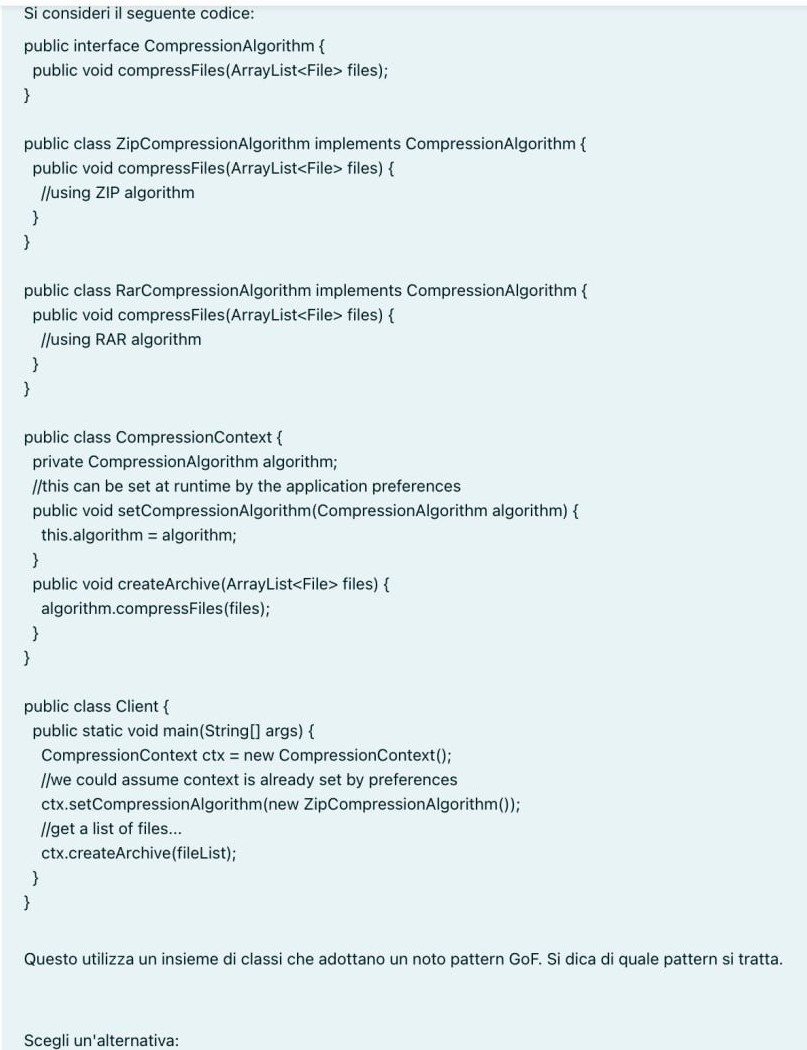 Si consideri il seguente codice:
public interface CompressionAlgorithm {
public void compressFiles(ArrayList<File> files);
}
public class ZipCompressionAlgorithm implements CompressionAlgorithm {
public void compressFiles(ArrayList<File> files) {
//using ZIP algorithm
}
}
public class RarCompressionAlgorithm implements CompressionAlgorithm {
public void compressFiles(ArrayList<File> files) {
//using RAR algorithm
}
}
public class CompressionContext {
private CompressionAlgorithm algorithm;
//this can be set at runtime by the application preferences
public void setCompressionAlgorithm(CompressionAlgorithm algorithm) {
this.algorithm = algorithm;
}
public void createArchive(ArrayList<File> files) {
algorithm.compressFiles(files);
}
}
public class Client {
public static void main(String[] args) {
CompressionContext ctx = new CompressionContext();
//we could assume context is already set by preferences
ctx.setCompressionAlgorithm(new ZipCompressionAlgorithm());
//get a list of files...
ctx.createArchive(fileList);
}
}
Questo utilizza un insieme di classi che adottano un noto pattern GoF. Si dica di quale pattern si tratta.
Scegli un'alternativa: